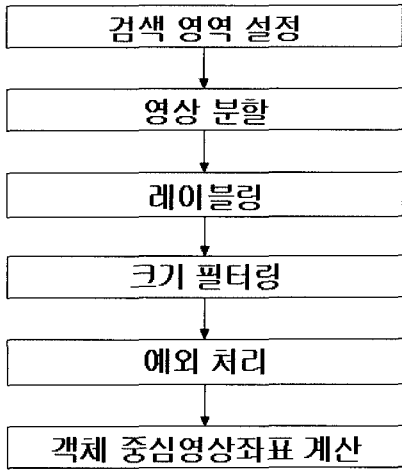 검색 영역 설정
영상 분할
레이블링
크기 필터링
예외 처리
객체 중심영상좌표 계산